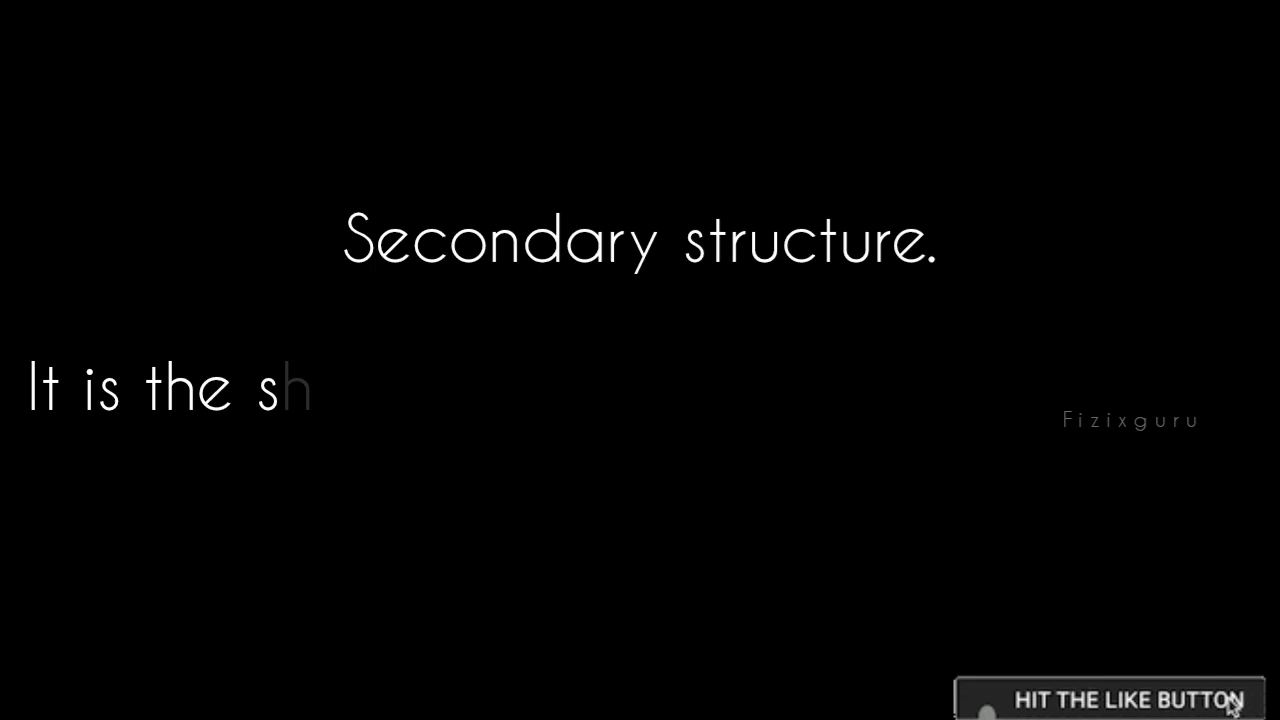 Secondary structure.
It is the sh
Fizixguru
HIT THE LIKE BUTTON